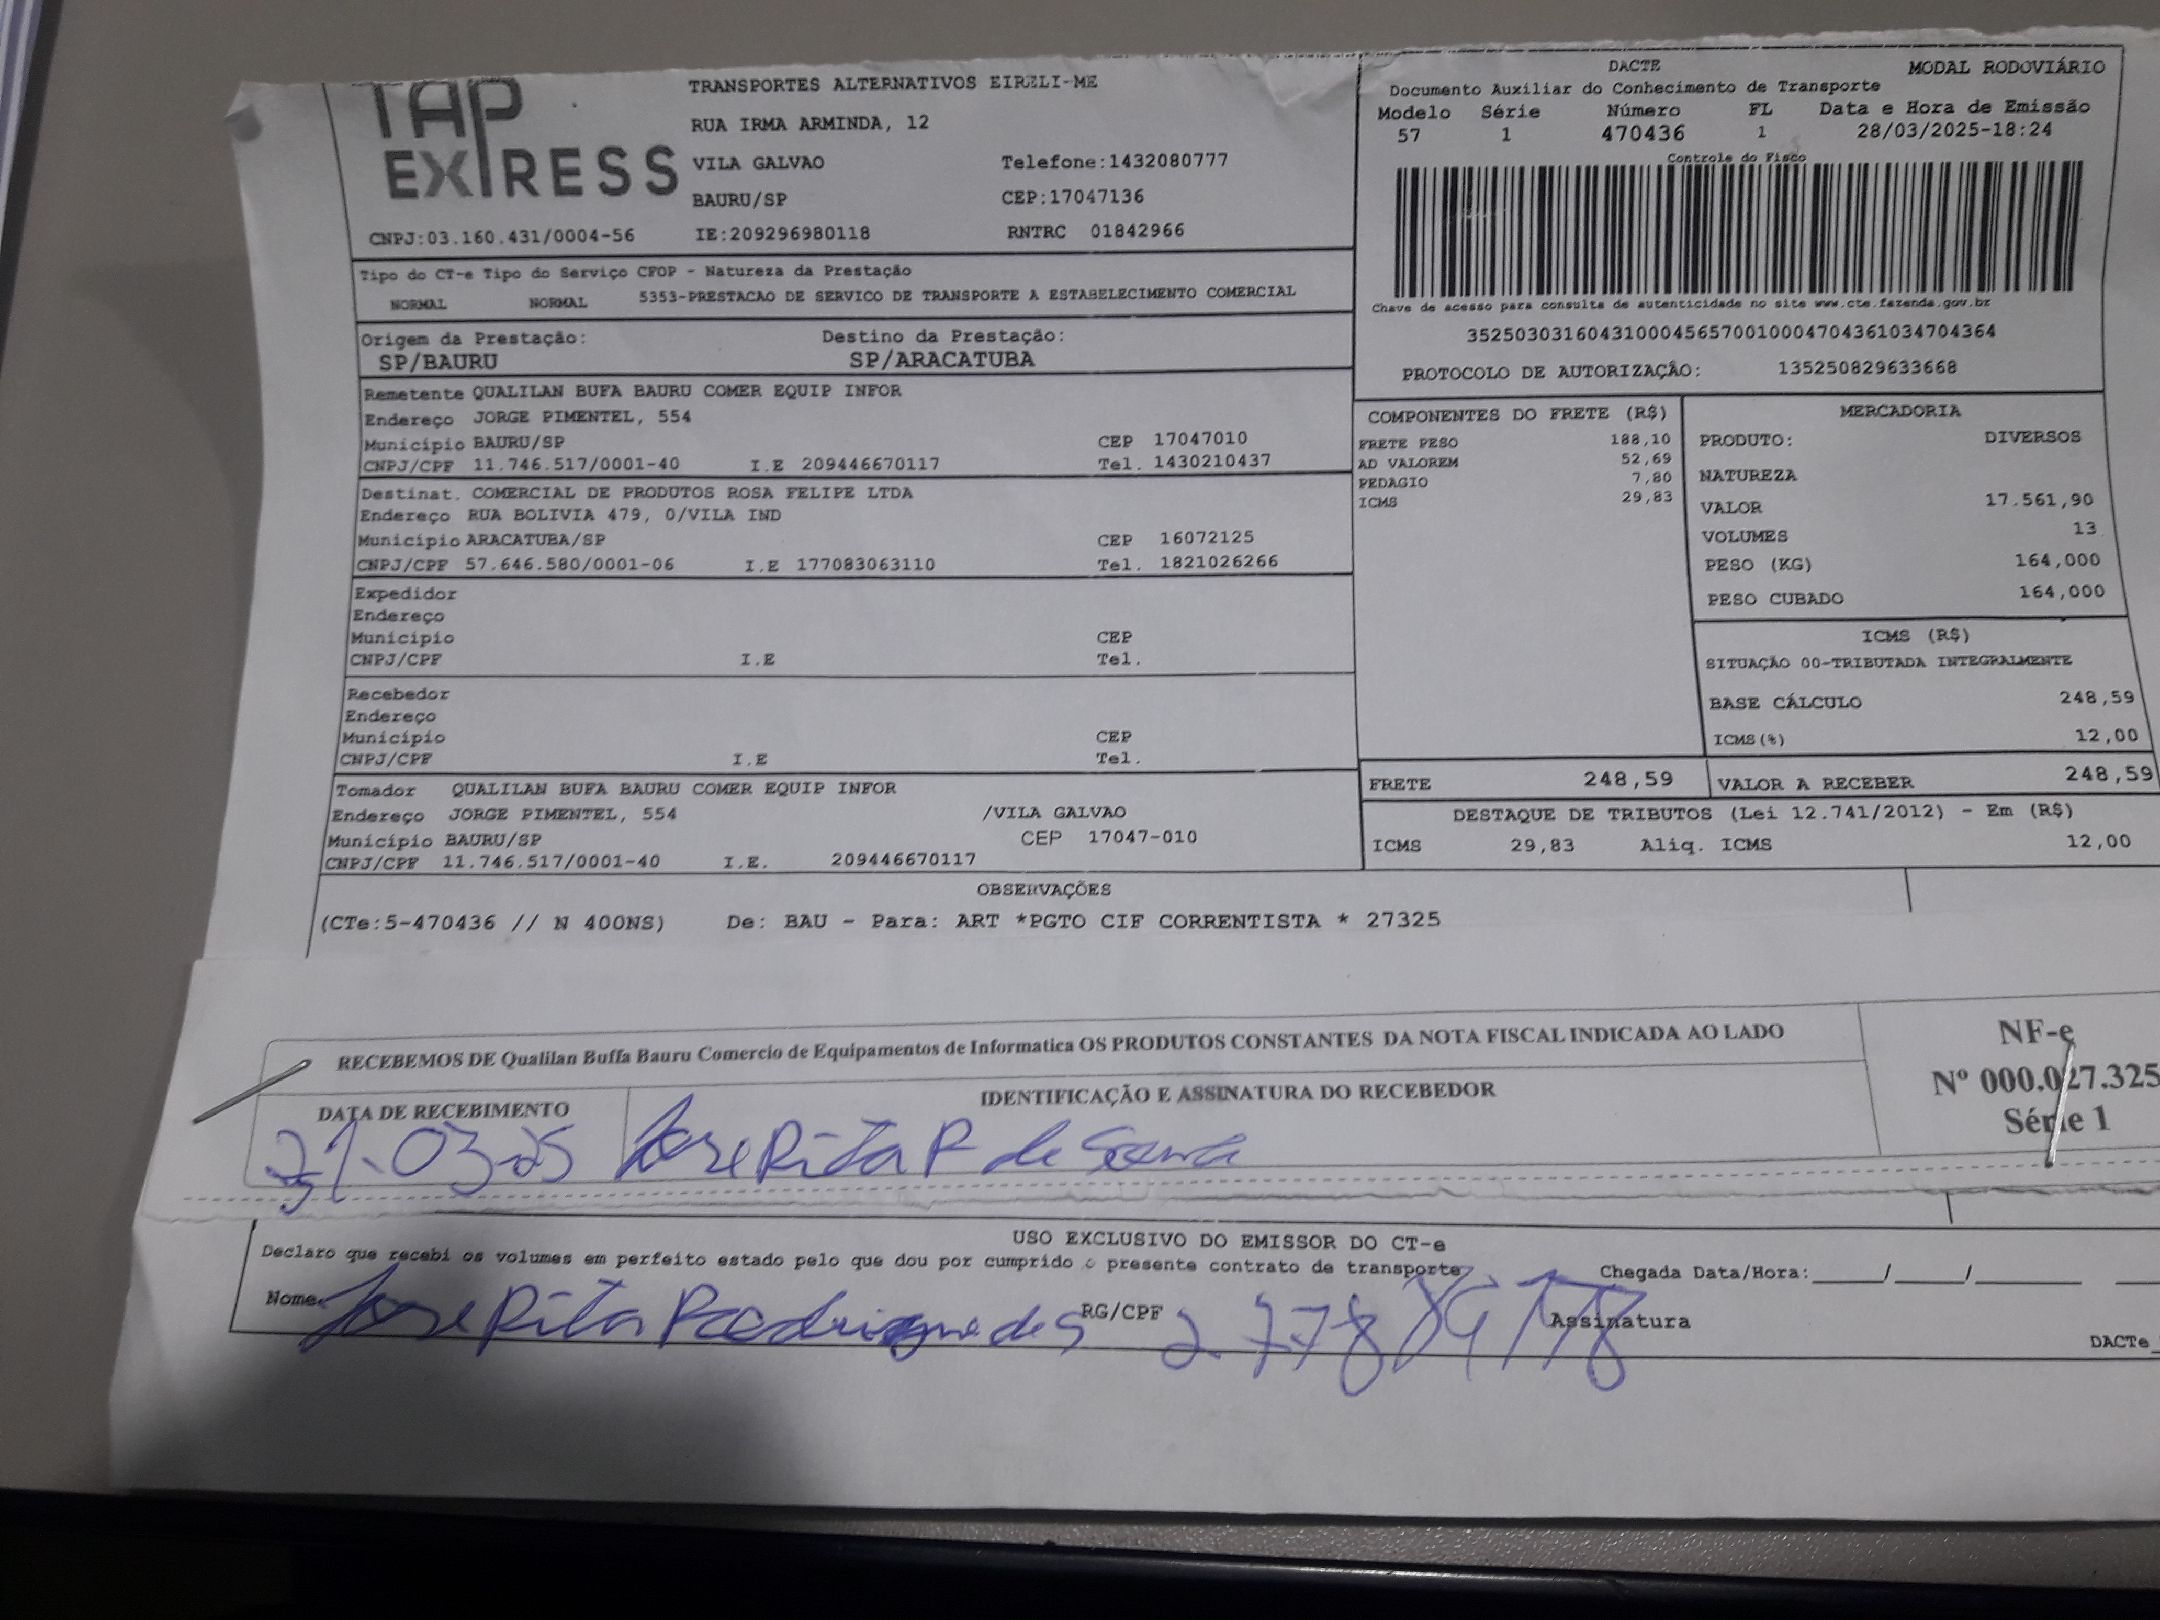 TAP EXPRESS
TRANSPORTES ALTERNATIVOS EIRELI-ME
RUA IRMA ARMINDA, 12
VILA GALVAO Telefone:1432080777
BAURU/SP CEP:17047136
CNPJ:03.160.431/0004-56 IE:209296980118 RNTRC 01842966
DACTE MODAL RODOVIÁRIO
Documento Auxiliar do Conhecimento de Transporte
Modelo Série Número FL Data e Hora de Emissão
57 1 470436 1 28/03/2025-18:24
Controle do Fisco
Chave de acesso para consulta de autenticidade no site www.cte.fazenda.gov.br
35250303160431000456570010004704361034704364
PROTOCOLO DE AUTORIZAÇÃO: 135250829633668
Tipo do CT-e Tipo do Serviço CFOP - Natureza da Prestação
NORMAL NORMAL 5353-PRESTACAO DE SERVICO DE TRANSPORTE A ESTABELECIMENTO COMERCIAL
Origem da Prestação: Destino da Prestação:
SP/BAURU SP/ARACATUBA
Remetente QUALILAN BUFA BAURU COMER EQUIP INFOR
Endereço JORGE PIMENTEL, 554
Município BAURU/SP CEP 17047010
CNPJ/CPF 11.746.517/0001-40 I.E 209446670117 Tel. 1430210437
Destinat. COMERCIAL DE PRODUTOS ROSA FELIPE LTDA
Endereço RUA BOLIVIA 479, 0/VILA IND
Município ARACATUBA/SP CEP 16072125
CNPJ/CPF 57.646.580/0001-06 I.E 177083063110 Tel. 1821026266
Expedidor
Endereço
Município CEP
CNPJ/CPF I.E Tel.
Recebedor
Endereço
Município CEP
CNPJ/CPF I.E Tel.
Tomador QUALILAN BUFA BAURU COMER EQUIP INFOR
Endereço JORGE PIMENTEL, 554 /VILA GALVAO
Município BAURU/SP CEP 17047-010
CNPJ/CPF 11.746.517/0001-40 I.E. 209446670117
COMPONENTES DO FRETE (R$)
FRETE PESO 188,10
AD VALOREM 52,69
PEDAGIO 7,80
ICMS 29,83
MERCADORIA
PRODUTO: DIVERSOS
NATUREZA
VALOR 17.561,90
VOLUMES 13
PESO (KG) 164,000
PESO CUBADO 164,000
ICMS (R$)
SITUAÇÃO 00-TRIBUTADA INTEGRALMENTE
BASE CÁLCULO 248,59
ICMS(%) 12,00
FRETE 248,59 VALOR A RECEBER 248,59
DESTAQUE DE TRIBUTOS (Lei 12.741/2012) - Em (R$)
ICMS 29,83 Aliq. ICMS 12,00
OBSERVAÇÕES
(CTe:5-470436 // N 400NS) De: BAU - Para: ART *PGTO CIF CORRENTISTA * 27325
RECEBEMOS DE Qualilan Buffa Bauru Comercio de Equipamentos de Informatica OS PRODUTOS CONSTANTES DA NOTA FISCAL INDICADA AO LADO
DATA DE RECEBIMENTO IDENTIFICAÇÃO E ASSINATURA DO RECEBEDOR
31-03-25 Jose Rita R de Souza
NF-e
Nº 000.027.325
Série 1
USO EXCLUSIVO DO EMISSOR DO CT-e
Declaro que recebi os volumes em perfeito estado pelo que dou por cumprido o presente contrato de transporte Chegada Data/Hora:_____/____/______
Nome Jose Rita Rodrigue de S RG/CPF Assinatura
DACTe